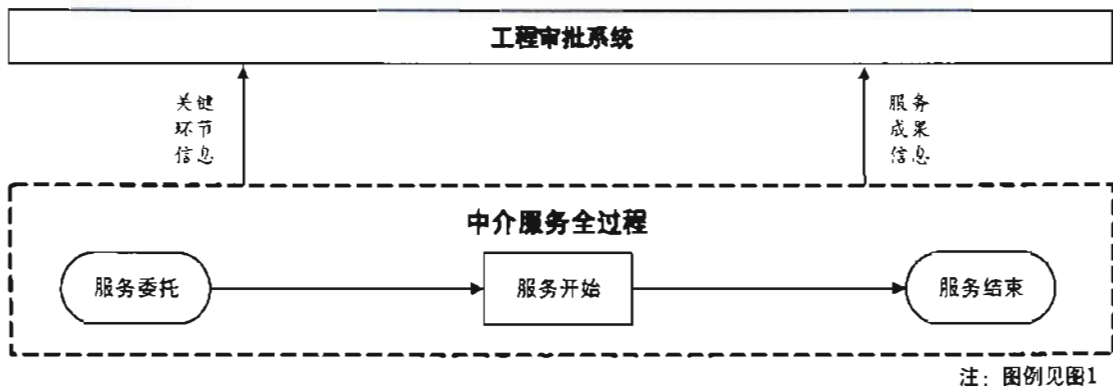 工程审批系统
关键
环节
信息
服务
成果
信息
中介服务全过程
服务委托
服务开始
服务结束
注：图例见图1